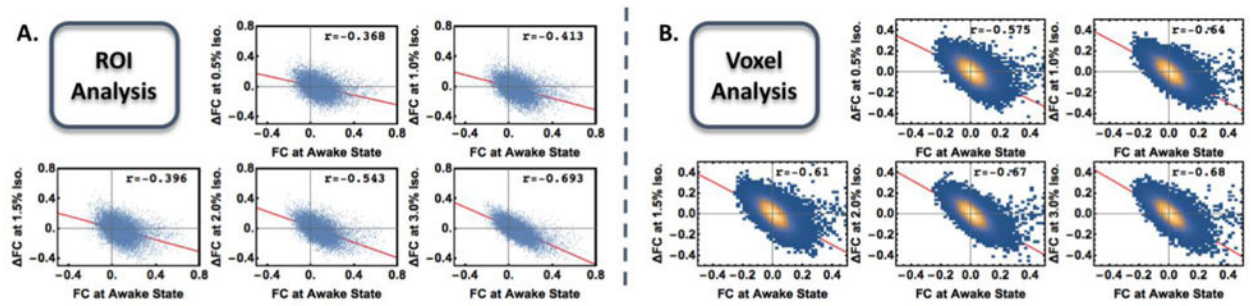 A.
ROI
Analysis
ΔFC at 0.5% Iso.
0.8
0.4
0.
−0.4
r=-0.368
−0.4 0. 0.4 0.8
FC at Awake State
ΔFC at 1.0% Iso.
0.8
0.4
0.
−0.4
r=-0.413
−0.4 0. 0.4 0.8
FC at Awake State
ΔFC at 1.5% Iso.
0.8
0.4
0.
−0.4
r=-0.396
−0.4 0. 0.4 0.8
FC at Awake State
ΔFC at 2.0% Iso.
0.8
0.4
0.
−0.4
r=-0.543
−0.4 0. 0.4 0.8
FC at Awake State
ΔFC at 3.0% Iso.
0.8
0.4
0.
−0.4
r=-0.693
−0.4 0. 0.4 0.8
FC at Awake State
B.
Voxel
Analysis
ΔFC at 0.5% Iso.
0.4
0.2
0.0
−0.2
−0.4
r=-0.575
−0.4 −0.2 0.0 0.2 0.4
FC at Awake State
ΔFC at 1.0% Iso.
0.4
0.2
0.0
−0.2
−0.4
r=-0.64
−0.4 −0.2 0.0 0.2 0.4
FC at Awake State
ΔFC at 1.5% Iso.
0.4
0.2
0.0
−0.2
−0.4
r=-0.61
−0.4 −0.2 0.0 0.2 0.4
FC at Awake State
ΔFC at 2.0% Iso.
0.4
0.2
0.0
−0.2
−0.4
r=-0.67
−0.4 −0.2 0.0 0.2 0.4
FC at Awake State
ΔFC at 3.0% Iso.
0.4
0.2
0.0
−0.2
−0.4
r=-0.68
−0.4 −0.2 0.0 0.2 0.4
FC at Awake State